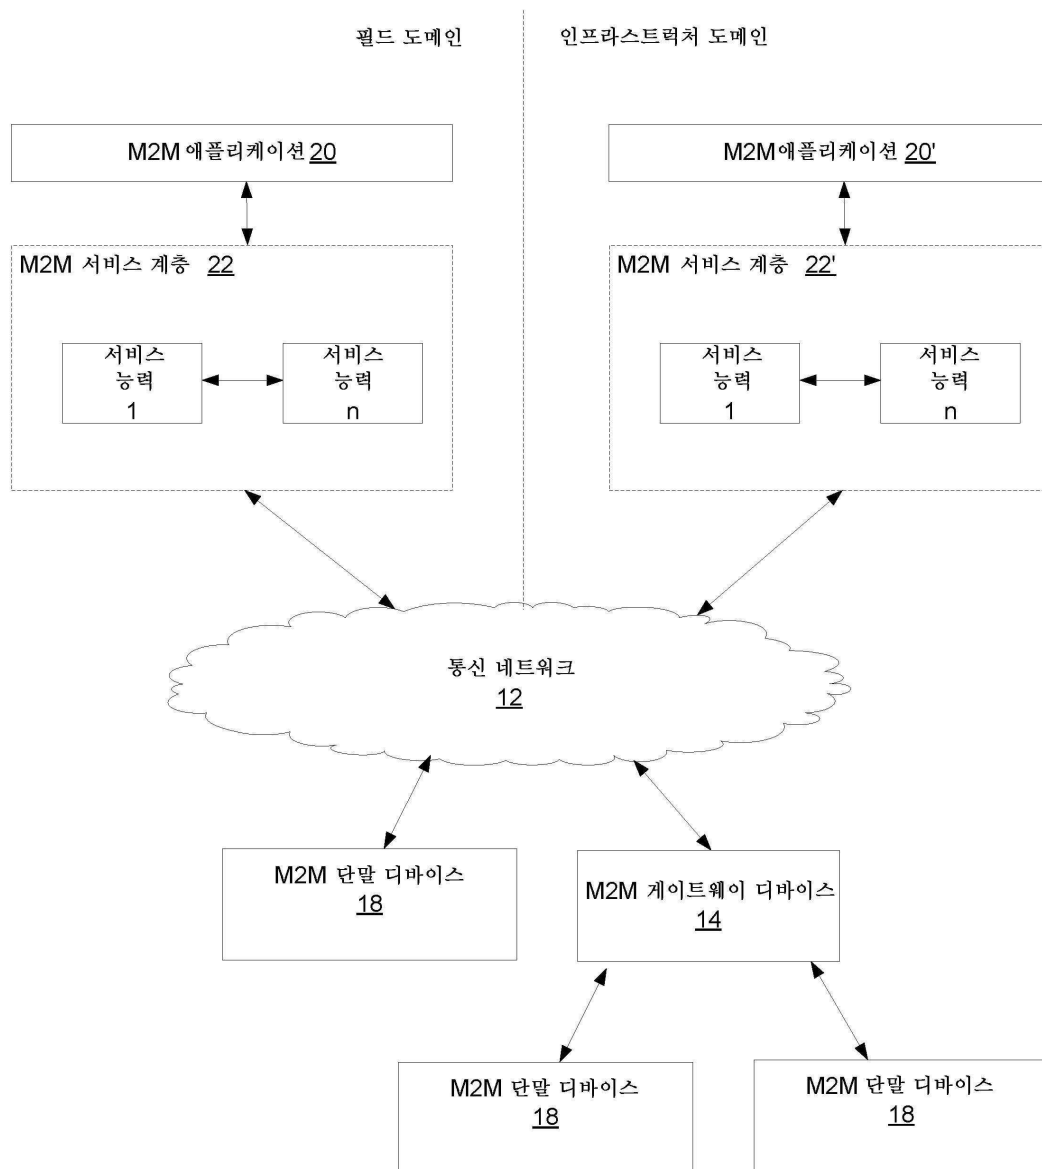 필드 도메인
인프라스트럭처 도메인
M2M 애플리케이션 20
M2M애플리케이션 20'
M2M 서비스 계층 22
서비스
능력
1
서비스
능력
n
M2M 서비스 계층 22'
서비스
능력
1
서비스
능력
n
통신 네트워크
12
M2M 단말 디바이스
18
M2M 게이트웨이 디바이스
14
M2M 단말 디바이스
18
M2M 단말 디바이스
18